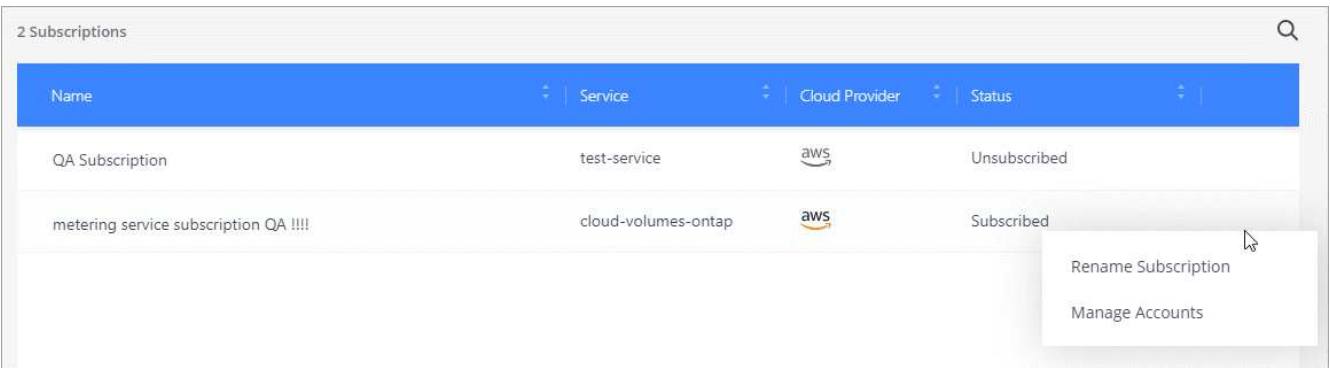 2 Subscriptions
Name Service Cloud Provider Status
QA Subscription test-service aws Unsubscribed
metering service subscription QA !!!! cloud-volumes-ontap aws Subscribed
Rename Subscription
Manage Accounts